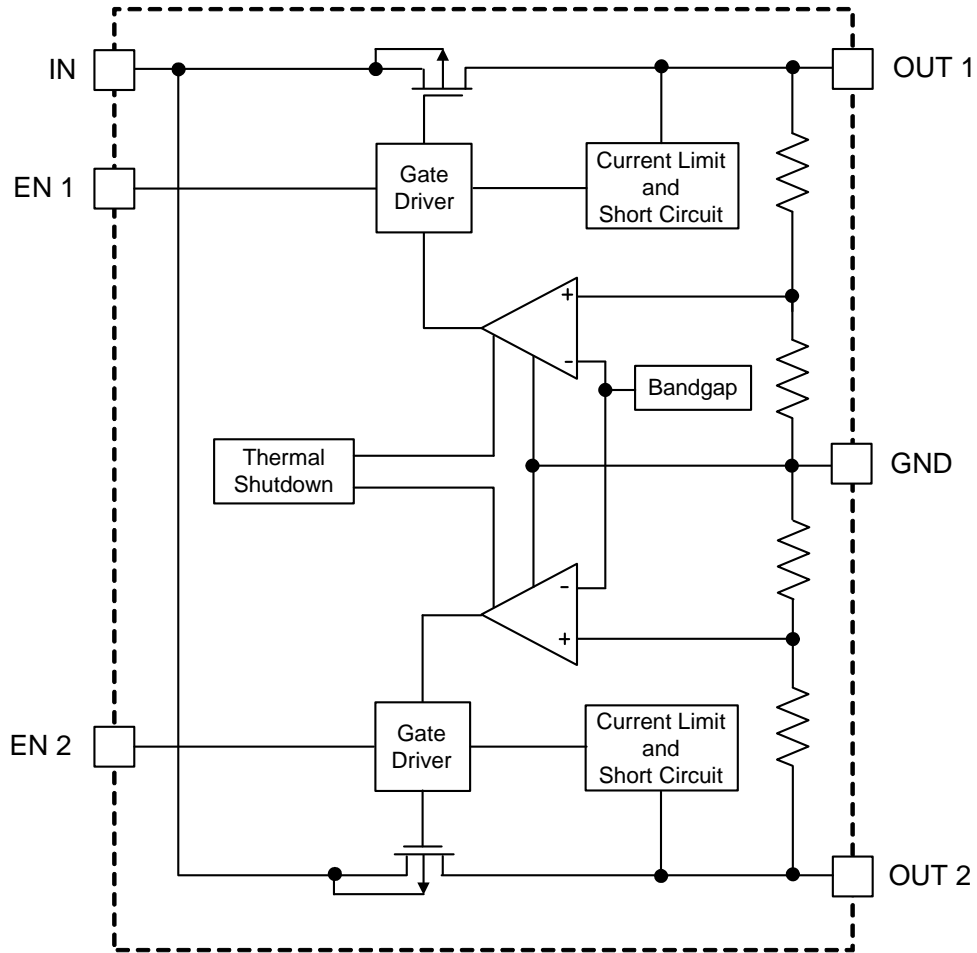 IN
OUT 1
EN 1
Gate
Driver
Current Limit
and
Short Circuit
+
-
Bandgap
Thermal
Shutdown
GND
-
+
EN 2
Gate
Driver
Current Limit
and
Short Circuit
OUT 2